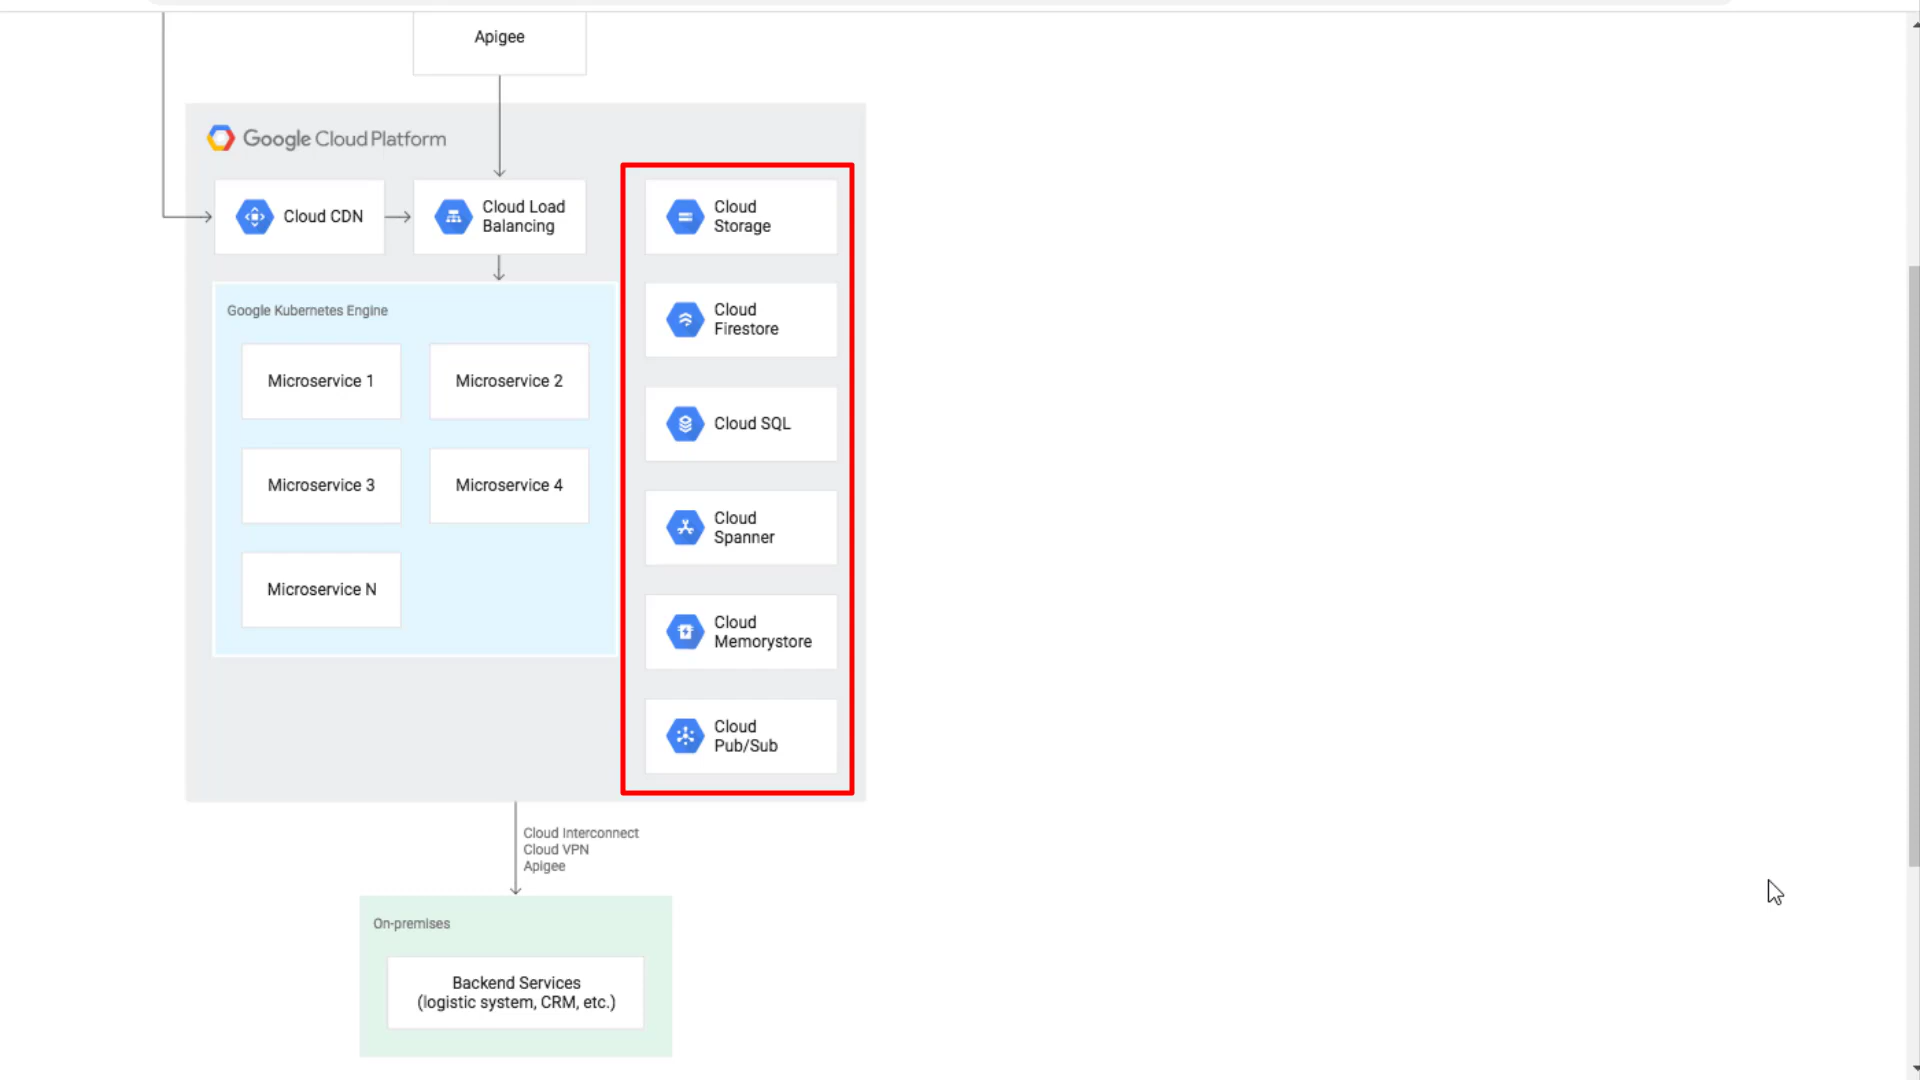 Apigee
Google Cloud Platform
Cloud CDN
Cloud Load
Balancing
Google Kubernetes Engine
Microservice 1
Microservice 2
Microservice 3
Microservice 4
Microservice N
Cloud
Storage
Cloud
Firestore
Cloud SQL
Cloud
Spanner
Cloud
Memorystore
Cloud
Pub/Sub
Cloud Interconnect
Cloud VPN
Apigee
On-premises
Backend Services
(logistic system, CRM, etc.)